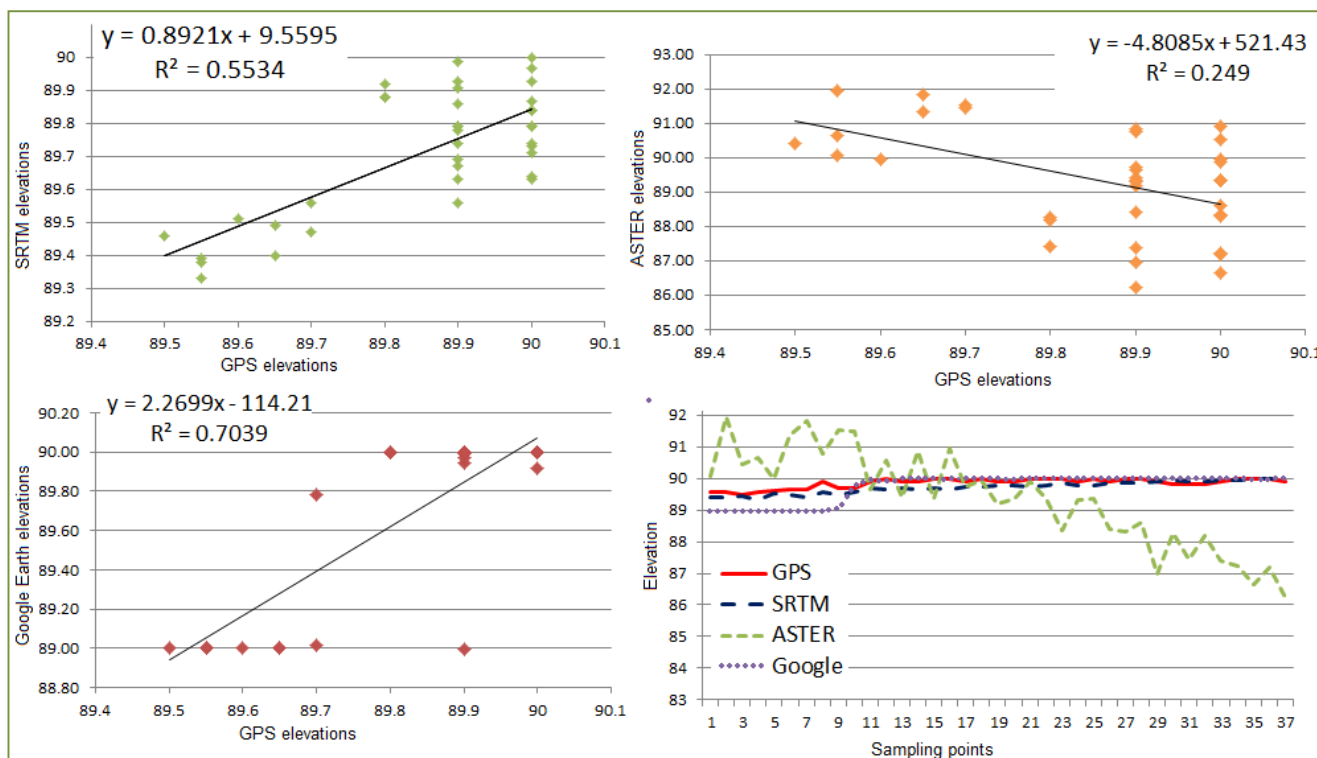 y = 0.8921x + 9.5595
R² = 0.5534
90
89.9
89.8
89.7
89.6
89.5
89.4
89.3
89.2
SRTM elevations
89.4 89.5 89.6 89.7 89.8 89.9 90 90.1
GPS elevations
y = -4.8085x + 521.43
R² = 0.249
93.00
92.00
91.00
90.00
89.00
88.00
87.00
86.00
85.00
ASTER elevations
89.4 89.5 89.6 89.7 89.8 89.9 90 90.1
GPS elevations
y = 2.2699x - 114.21
R² = 0.7039
90.20
90.00
89.80
89.60
89.40
89.20
89.00
88.80
Google Earth elevations
89.4 89.5 89.6 89.7 89.8 89.9 90 90.1
GPS elevations
92
91
90
89
88
87
86
85
84
83
Elevation
GPS
SRTM
ASTER
Google
1 3 5 7 9 11 13 15 17 19 21 23 25 27 29 31 33 35 37
Sampling points